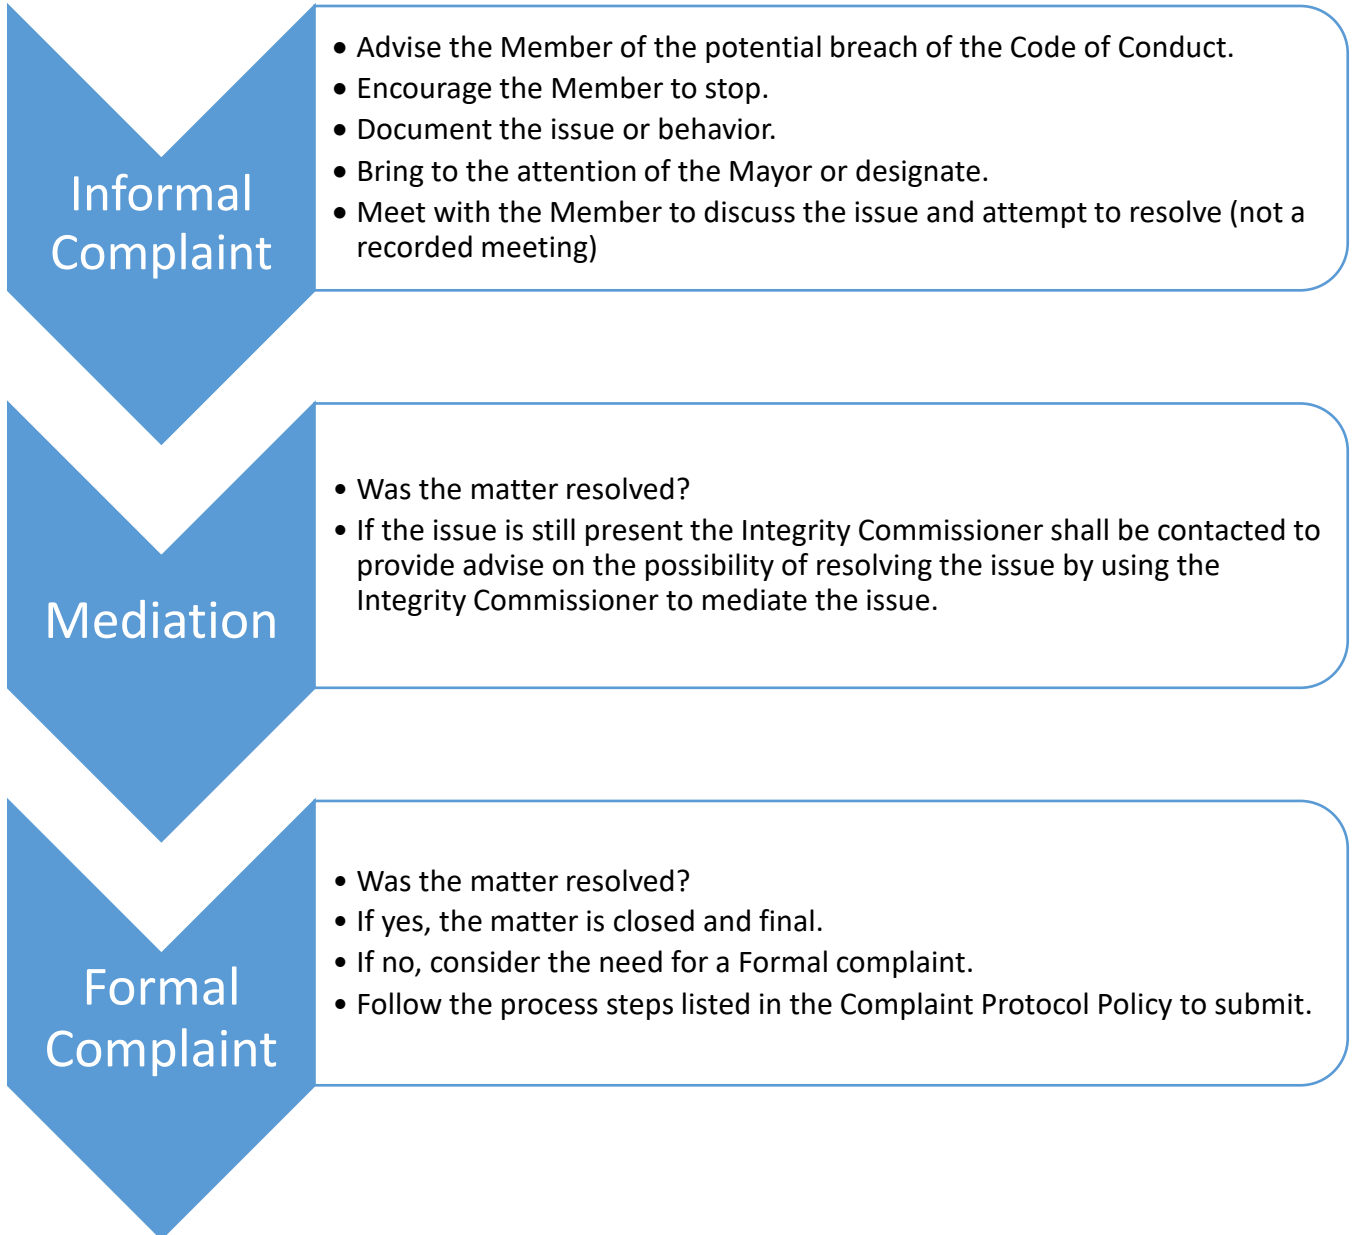 Informal
Complaint
• Advise the Member of the potential breach of the Code of Conduct.
• Encourage the Member to stop.
• Document the issue or behavior.
• Bring to the attention of the Mayor or designate.
• Meet with the Member to discuss the issue and attempt to resolve (not a
recorded meeting)
Mediation
• Was the matter resolved?
• If the issue is still present the Integrity Commissioner shall be contacted to
provide advise on the possibility of resolving the issue by using the
Integrity Commissioner to mediate the issue.
Formal
Complaint
• Was the matter resolved?
• If yes, the matter is closed and final.
• If no, consider the need for a Formal complaint.
• Follow the process steps listed in the Complaint Protocol Policy to submit.